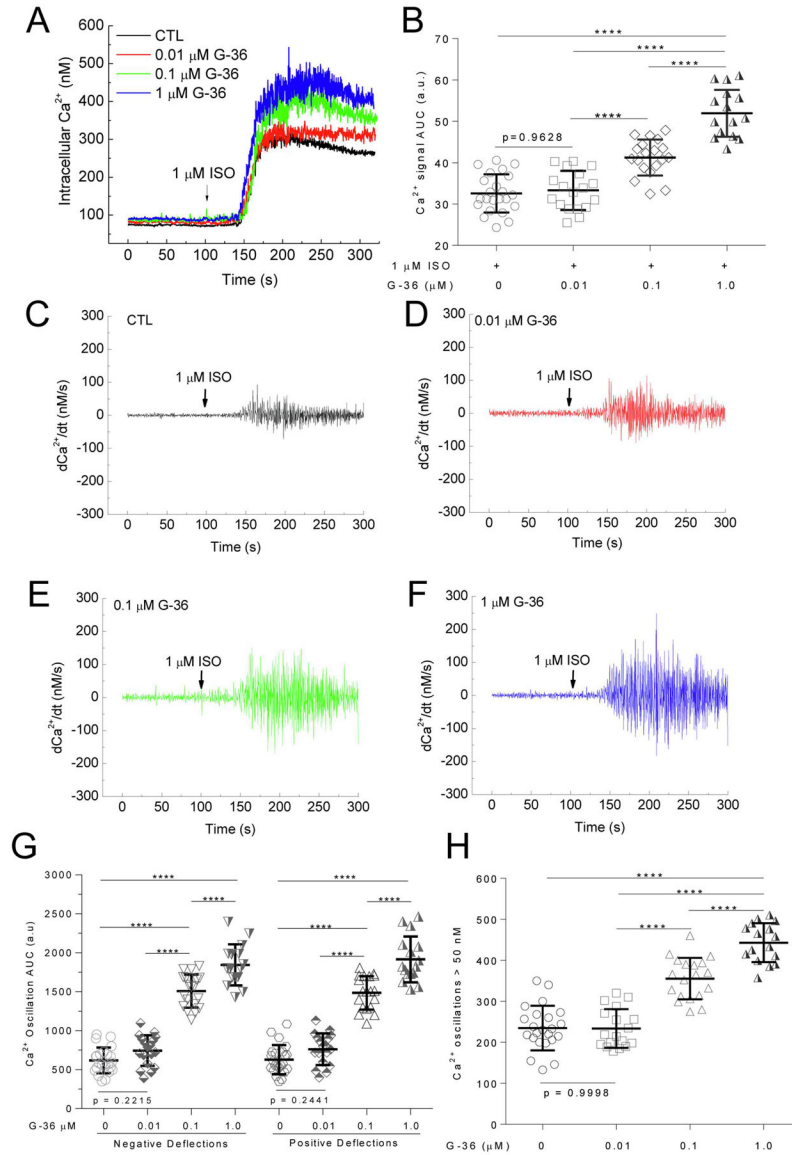 A
CTL
0.01 μM G-36
0.1 μM G-36
1 μM G-36
1 μM ISO
Intracellular Ca²⁺ (nM)
600
500
400
300
200
100
0 50 100 150 200 250 300
Time (s)
B
****
****
****
****
p=0.9628
Ca²⁺ signal AUC (a.u.)
70
60
50
40
30
20
1 μM ISO + + + +
G-36 (μM) 0 0.01 0.1 1.0
C
CTL
1 μM ISO
dCa²⁺/dt (nM/s)
300
200
100
0
-100
-200
-300
0 50 100 150 200 250 300
Time (s)
D
0.01 μM G-36
1 μM ISO
dCa²⁺/dt (nM/s)
300
200
100
0
-100
-200
-300
0 50 100 150 200 250 300
Time (s)
E
0.1 μM G-36
1 μM ISO
dCa²⁺/dt (nM/s)
300
200
100
0
-100
-200
-300
0 50 100 150 200 250 300
Time (s)
F
1 μM G-36
1 μM ISO
dCa²⁺/dt (nM/s)
300
200
100
0
-100
-200
-300
0 50 100 150 200 250 300
Time (s)
G
Ca²⁺ Oscillation AUC (a.u)
3000
2500
2000
1500
1000
500
0
**** ****
**** ****
**** ****
**** ****
p = 0.2215 p = 0.2441
G-36 μM 0 0.01 0.1 1.0 0 0.01 0.1 1.0
Negative Deflections Positive Deflections
H
Ca²⁺ oscillations > 50 nM
600
500
400
300
200
100
0
****
****
****
****
p = 0.9998
G-36 (μM) 0 0.01 0.1 1.0